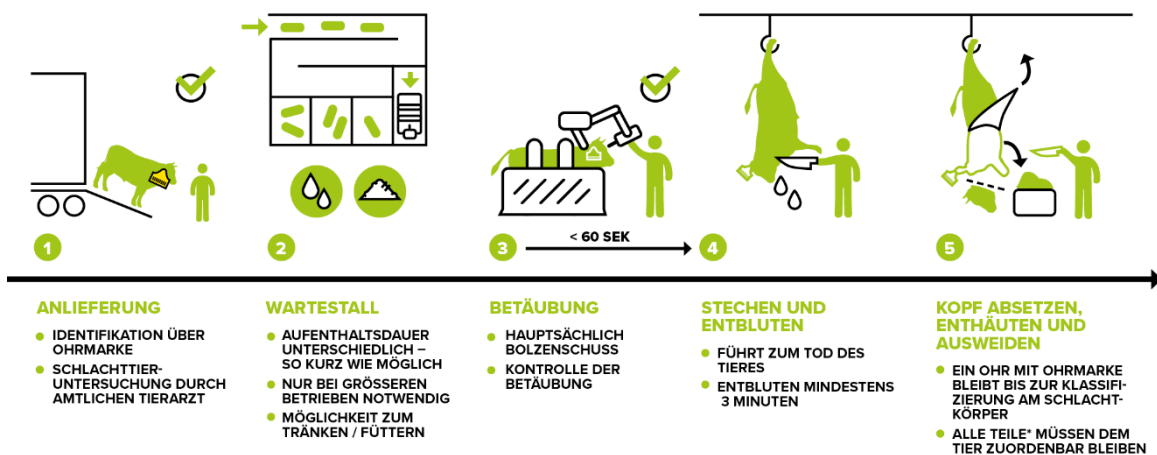 1
2
3
< 60 SEK
4
5
ANLIEFERUNG
IDENTIFIKATION ÜBER
OHRMARKE
SCHLACHTTIER-
UNTERSUCHUNG DURCH
AMTLICHEN TIERARZT
WARTESTALL
AUFENTHALTSDAUER
UNTERSCHIEDLICH –
SO KURZ WIE MÖGLICH
NUR BEI GRÖSSEREN
BETRIEBEN NOTWENDIG
MÖGLICHKEIT ZUM
TRÄNKEN / FÜTTERN
BETÄUBUNG
HAUPTSÄCHLICH
BOLZENSCHUSS
KONTROLLE DER
BETÄUBUNG
STECHEN UND
ENTBLUTEN
FÜHRT ZUM TOD DES
TIERES
ENTBLUTEN MINDESTENS
3 MINUTEN
KOPF ABSETZEN,
ENTHÄUTEN UND
AUSWEIDEN
EIN OHR MIT OHRMARKE
BLEIBT BIS ZUR KLASSIFI-
ZIERUNG AM SCHLACHT-
KÖRPER
ALLE TEILE* MÜSSEN DEM
TIER ZUORDENBAR BLEIBEN